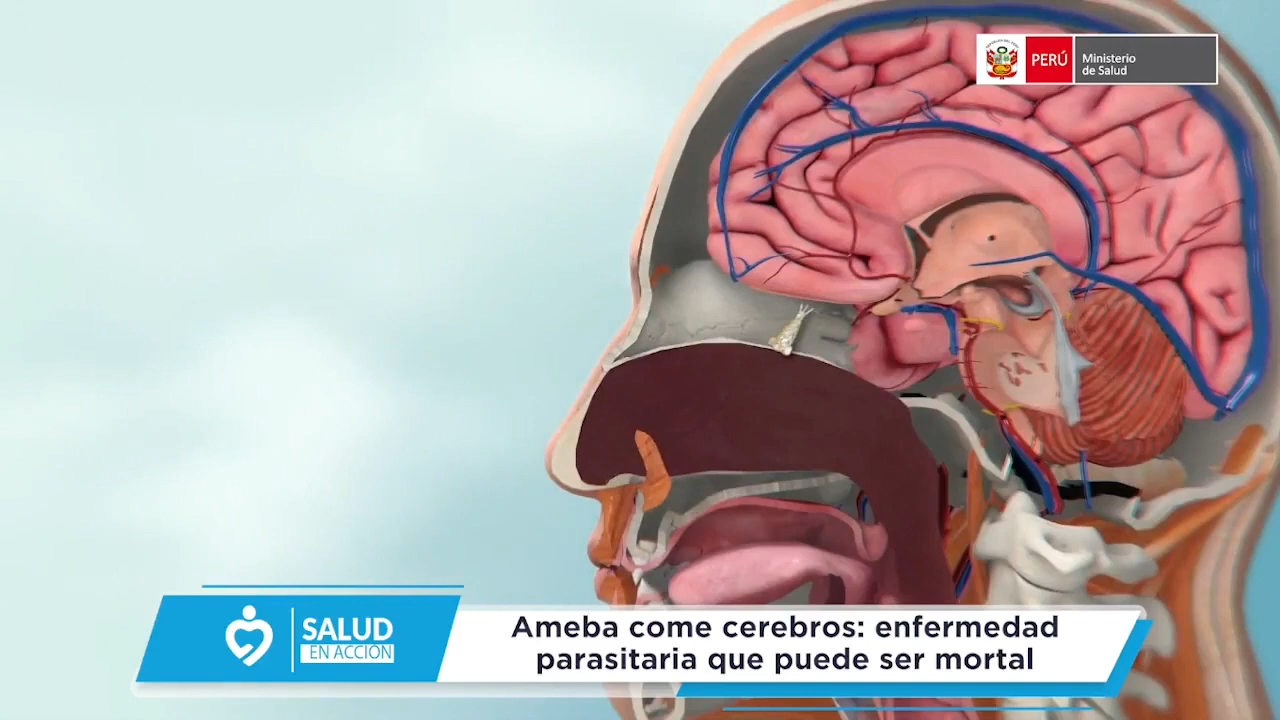 PERÚ
Ministerio
de Salud
SALUD
EN ACCIÓN
Ameba come cerebros: enfermedad
parasitaria que puede ser mortal